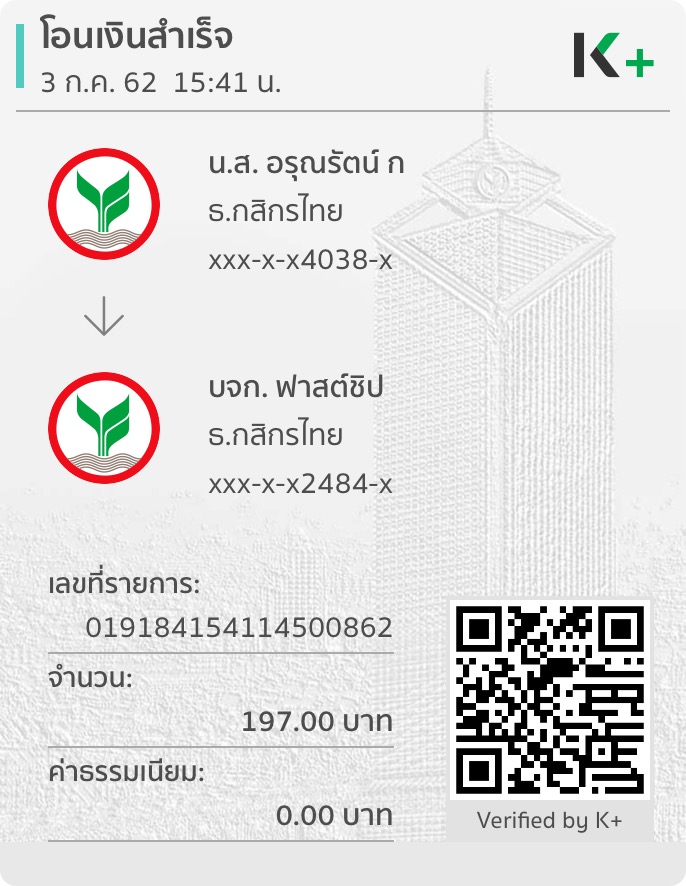 โอนเงินสำเร็จ
3 ก.ค. 62 15:41 น.
K+
น.ส. อรุณรัตน์ ก
ธ.กสิกรไทย
xxx-x-x4038-x
บจก. ฟาสต์ชิป
ธ.กสิกรไทย
xxx-x-x2484-x
เลขที่รายการ:
019184154114500862
จำนวน:
197.00 บาท
ค่าธรรมเนียม:
0.00 บาท
Verified by K+